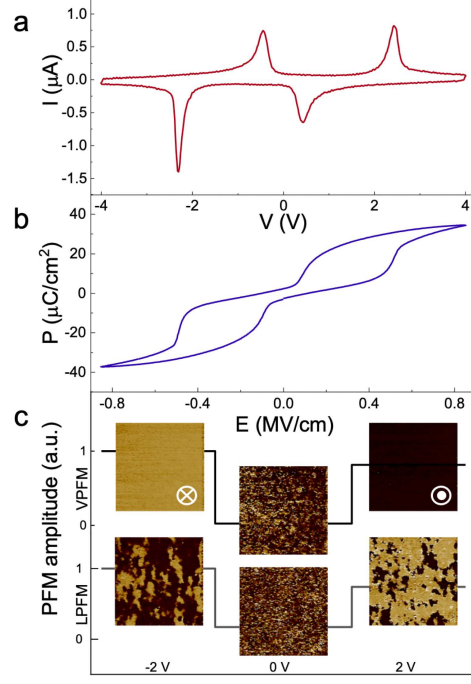 a
I (μA)
1.0
0.5
0.0
-0.5
-1.0
-1.5
-4 -2 0 2 4
V (V)
b
P (μC/cm²)
40
20
0
-20
-40
-0.8 -0.4 0.0 0.4 0.8
E (MV/cm)
c
PFM amplitude (a.u.)
VPFM
1
0
LPFM
1
0
-2 V 0 V 2 V